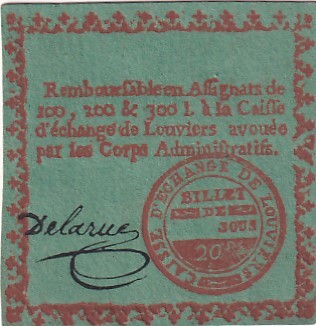 Remboursable en Assignats de
100, 200 & 300 l. à la Caisse
d'échange de Louviers avouée
par les Corps Administratifs.
Delarue
CAISSE D'ECHANGE DE LOUVIERS
BILLET
DE
20 SOUS